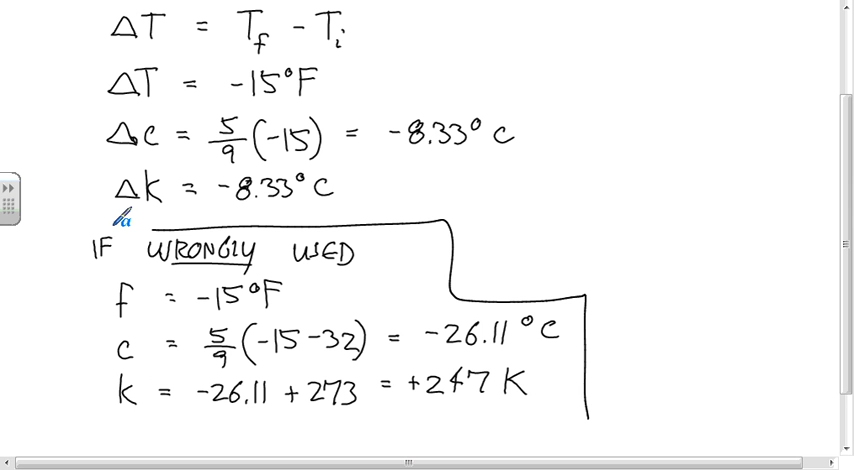 ΔT = Tf - Ti
ΔT = -15°F
Δc = 5/9 (-15) = -8.33° C
Δk = -8.33° C
IF WRONGLY USED
f = -15°F
c = 5/9 (-15-32) = -26.11 °C
k = -26.11 + 273 = +247 K